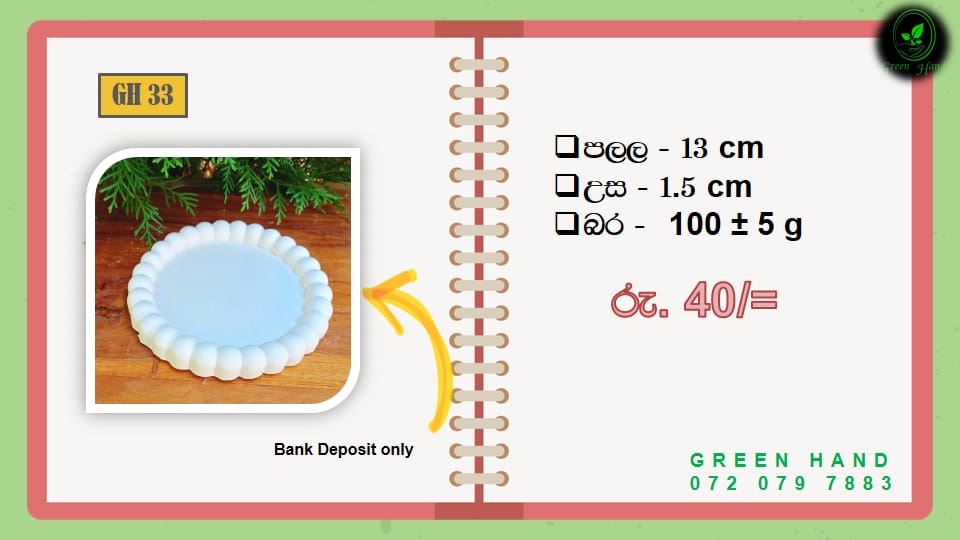 Green Hand
GH 33
පලල - 13 cm
උස - 1.5 cm
බර - 100 ± 5 g
රු. 40/=
Bank Deposit only
GREEN HAND
072 079 7883